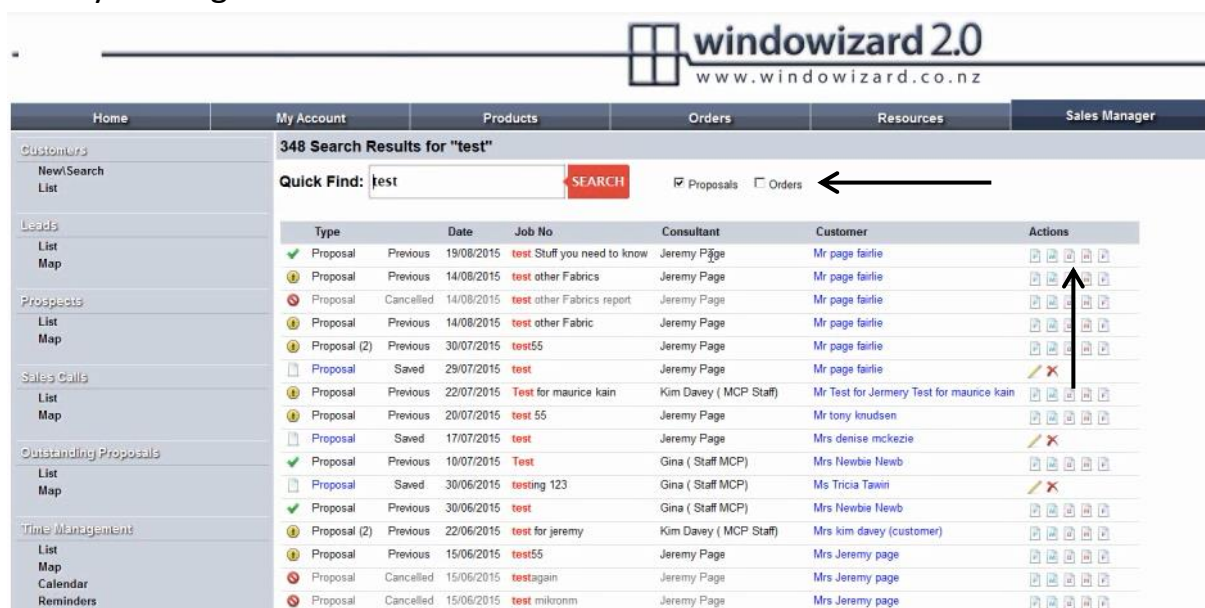 windowizard 2.0
www.windowizard.co.nz
Home My Account Products Orders Resources Sales Manager
Customers
New\Search
List
Leads
List
Map
Prospects
List
Map
Sales Calls
List
Map
Outstanding Proposals
List
Map
Time Management
List
Map
Calendar
Reminders
348 Search Results for "test"
Quick Find: test SEARCH Proposals Orders
Type Date Job No Consultant Customer Actions
Proposal Previous 19/08/2015 test Stuff you need to know Jeremy Page Mr page fairlie
Proposal Previous 14/08/2015 test other Fabrics Jeremy Page Mr page fairlie
Proposal Cancelled 14/08/2015 test other Fabrics report Jeremy Page Mr page fairlie
Proposal Previous 14/08/2015 test other Fabric Jeremy Page Mr page fairlie
Proposal (2) Previous 30/07/2015 test55 Jeremy Page Mr page fairlie
Proposal Saved 29/07/2015 test Jeremy Page Mr page fairlie
Proposal Previous 22/07/2015 Test for maurice kain Kim Davey ( MCP Staff) Mr Test for Jermery Test for maurice kain
Proposal Previous 20/07/2015 test 55 Jeremy Page Mr tony knudsen
Proposal Saved 17/07/2015 test Jeremy Page Mrs denise mckezie
Proposal Previous 10/07/2015 Test Gina ( Staff MCP) Mrs Newbie Newb
Proposal Saved 30/06/2015 testing 123 Gina ( Staff MCP) Ms Tricia Tawiri
Proposal Previous 30/06/2015 test Gina ( Staff MCP) Mrs Newbie Newb
Proposal (2) Previous 22/06/2015 test for jeremy Kim Davey ( MCP Staff) Mrs kim davey (customer)
Proposal Previous 15/06/2015 test55 Jeremy Page Mrs Jeremy page
Proposal Cancelled 15/06/2015 testagain Jeremy Page Mrs Jeremy page
Proposal Cancelled 15/06/2015 test mikronm Jeremy Page Mrs Jeremy page